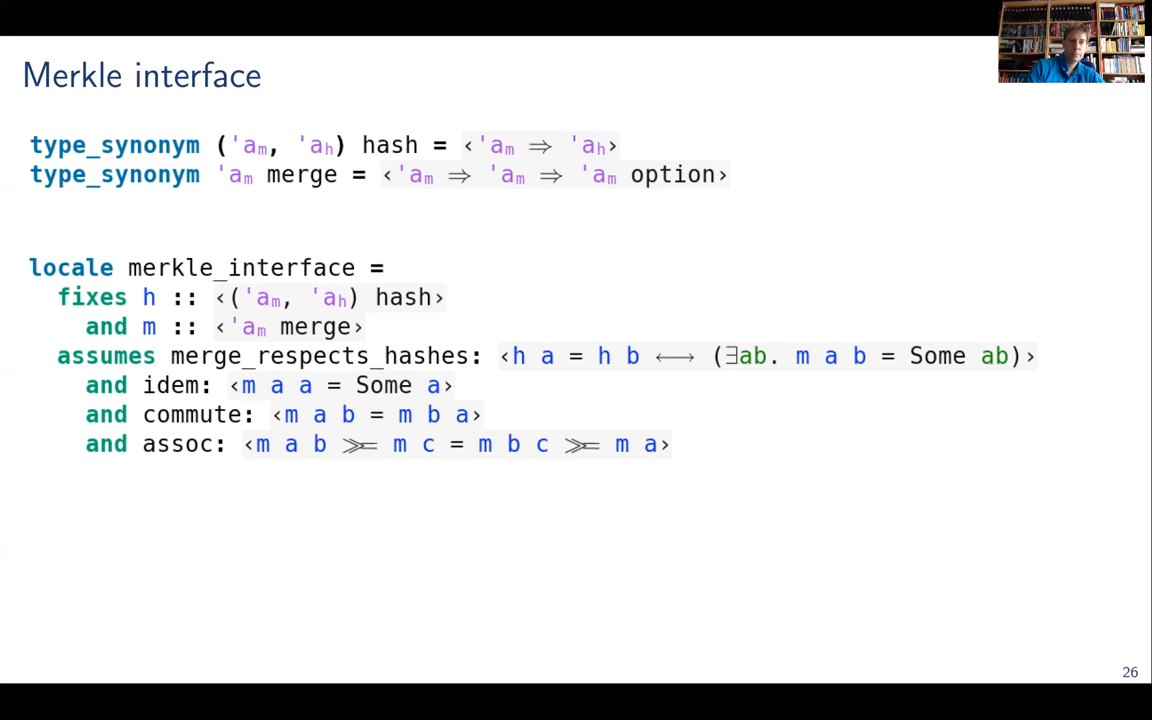 Merkle interface
type_synonym ('aₘ, 'aₕ) hash = ‹'aₘ ⇒ 'aₕ›
type_synonym 'aₘ merge = ‹'aₘ ⇒ 'aₘ ⇒ 'aₘ option›
locale merkle_interface =
fixes h :: ‹('aₘ, 'aₕ) hash›
and m :: ‹'aₘ merge›
assumes merge_respects_hashes: ‹h a = h b ⟷ (∃ab. m a b = Some ab)›
and idem: ‹m a a = Some a›
and commute: ‹m a b = m b a›
and assoc: ‹m a b ⤜ m c = m b c ⤜ m a›
26